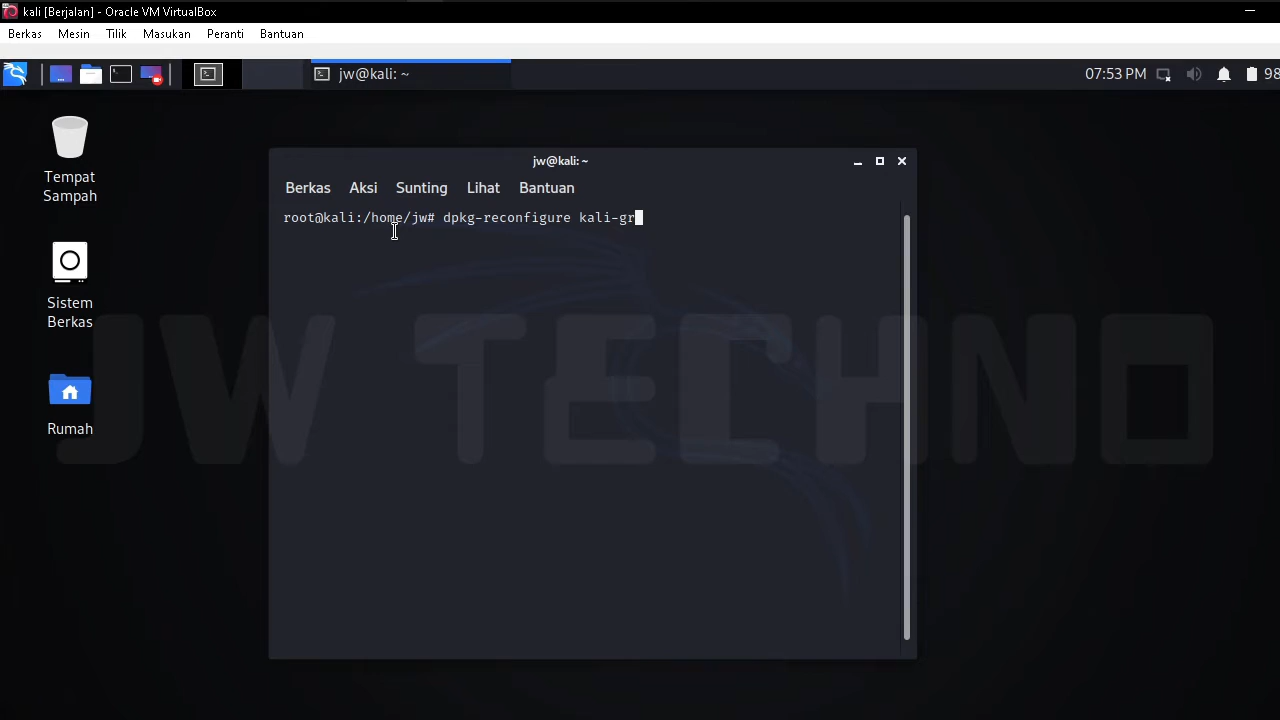 kali [Berjalan] - Oracle VM VirtualBox
Berkas Mesin Tilik Masukan Peranti Bantuan
jw@kali: ~
07:53 PM
98
Tempat
Sampah
Sistem
Berkas
Rumah
jw@kali: ~
Berkas Aksi Sunting Lihat Bantuan
root@kali:/home/jw# dpkg-reconfigure kali-gr
JW TECHNO